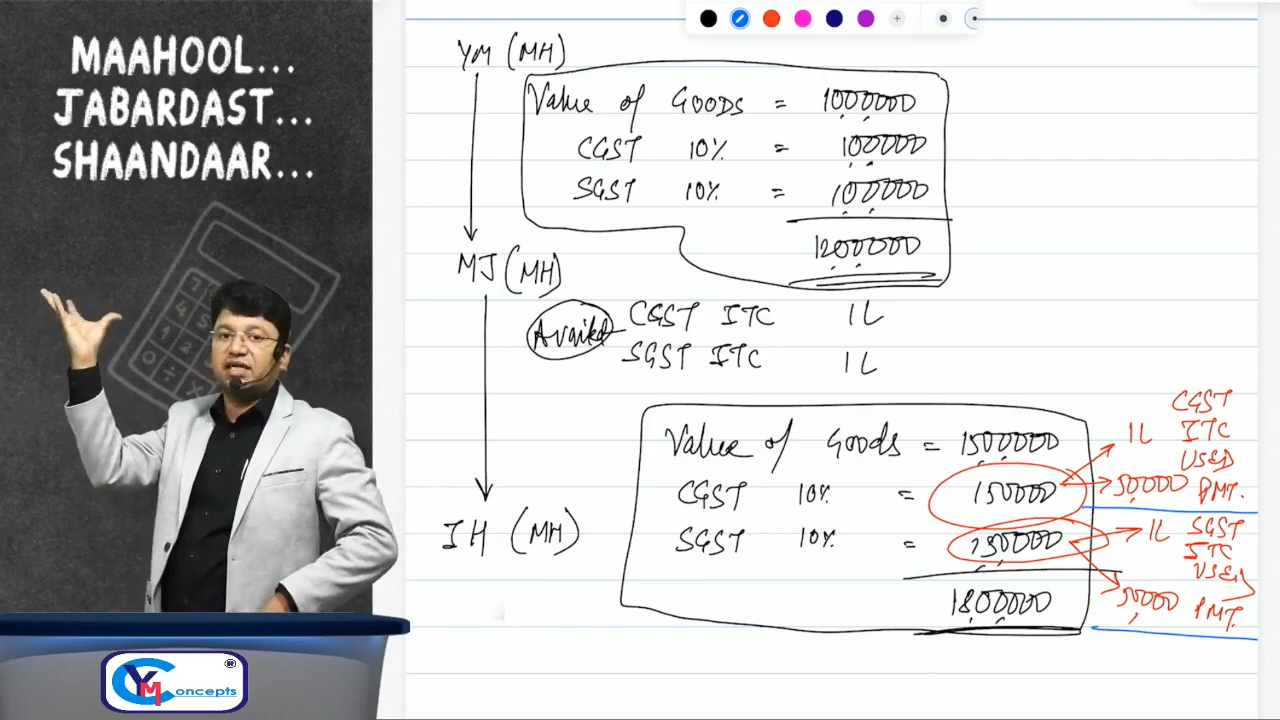 MAAHOOL...
JABARDAST...
SHAANDAAR...
YM (MH)
Value of GOODS = 1000000
CGST 10% = 100000
SGST 10% = 100000
1200000
MJ (MH)
Availed CGST ITC 1L
SGST ITC 1L
Value of Goods = 1500000
CGST 10% = 150000
SGST 10% = 150000
1800000
IH (MH)
1L CGST
ITC
USED
50,000 PMT.
1L SGST
ITC
USED
50000 PMT.
YM Concepts ®